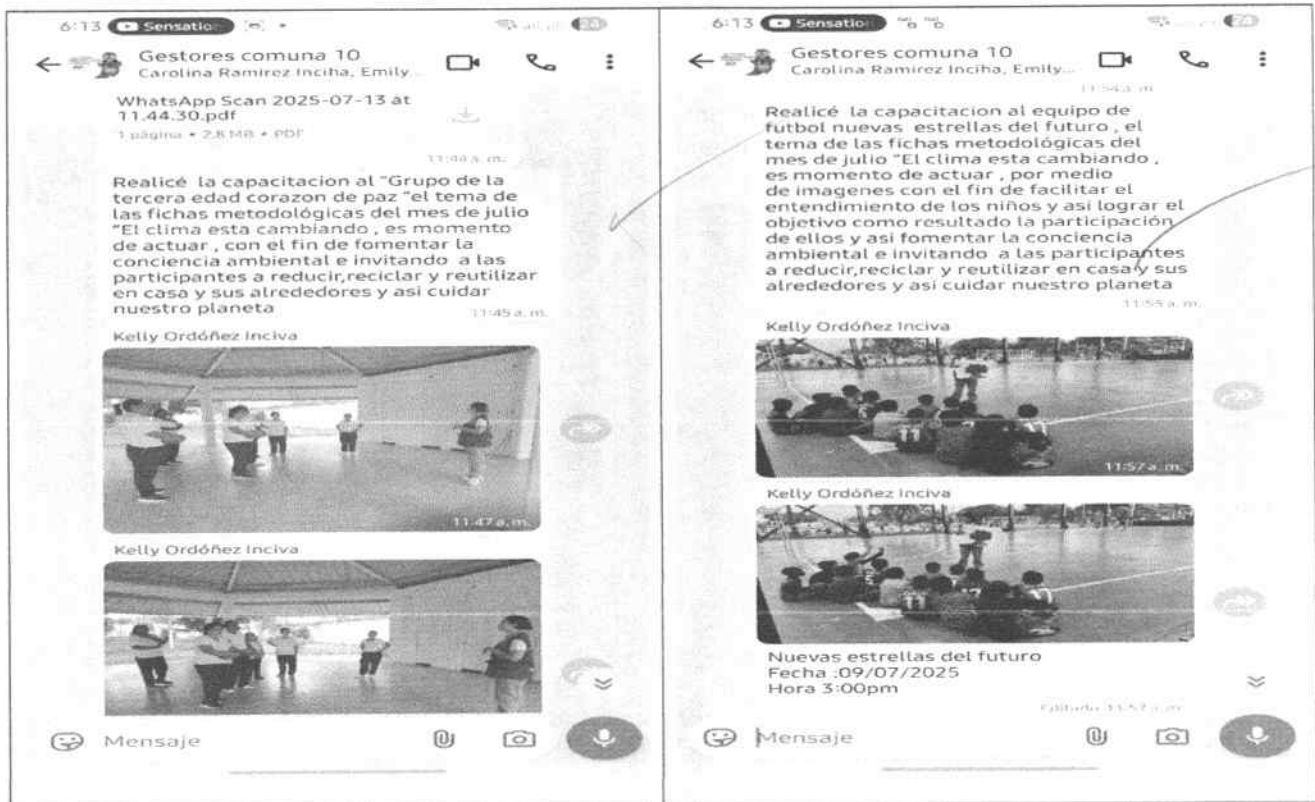 6:13 Sensatio
Gestores comuna 10
Carolina Ramirez Inciha, Emily...
WhatsApp Scan 2025-07-13 at
11.44.30.pdf
1 página • 2,8 MB • PDF
11:44 a. m.
Realicé la capacitacion al "Grupo de la
tercera edad corazon de paz "el tema de
las fichas metodológicas del mes de julio
"El clima esta cambiando , es momento
de actuar , con el fin de fomentar la
conciencia ambiental e invitando a las
participantes a reducir,reciclar y reutilizar
en casa y sus alrededores y asi cuidar
nuestro planeta
11:45 a. m.
Kelly Ordóñez Inciva
11:47 a. m.
Kelly Ordóñez Inciva
Mensaje
6:13 Sensatio
Gestores comuna 10
Carolina Ramirez Inciha, Emily...
11:54 a. m.
Realicé la capacitacion al equipo de
futbol nuevas estrellas del futuro , el
tema de las fichas metodológicas del
mes de julio "El clima esta cambiando ,
es momento de actuar , por medio
de imagenes con el fin de facilitar el
entendimiento de los niños y asi lograr el
objetivo como resultado la participación
de ellos y asi fomentar la conciencia
ambiental e invitando a las participantes
a reducir,reciclar y reutilizar en casa y sus
alrededores y asi cuidar nuestro planeta
11:55 a. m.
Kelly Ordóñez Inciva
11:57 a. m.
Kelly Ordóñez Inciva
Nuevas estrellas del futuro
Fecha :09/07/2025
Hora 3:00pm
Editado 11:57 a. m.
Mensaje